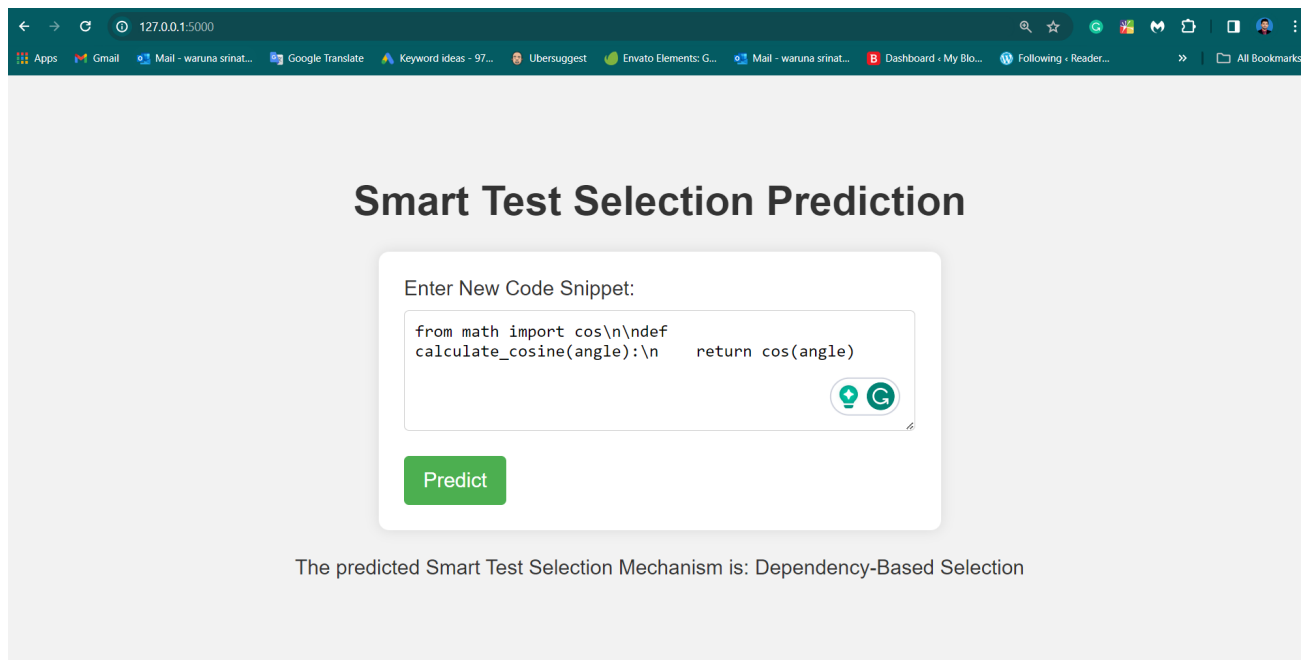 127.0.0.1:5000
Apps Gmail Mail - waruna srinat... Google Translate Keyword ideas - 97... Ubersuggest Envato Elements: G... Mail - waruna srinat... B Dashboard ‹ My Blo... Following ‹ Reader... » All Bookmarks
Smart Test Selection Prediction
Enter New Code Snippet:
from math import cos\n\ndef
calculate_cosine(angle):\n    return cos(angle)
Predict
The predicted Smart Test Selection Mechanism is: Dependency-Based Selection